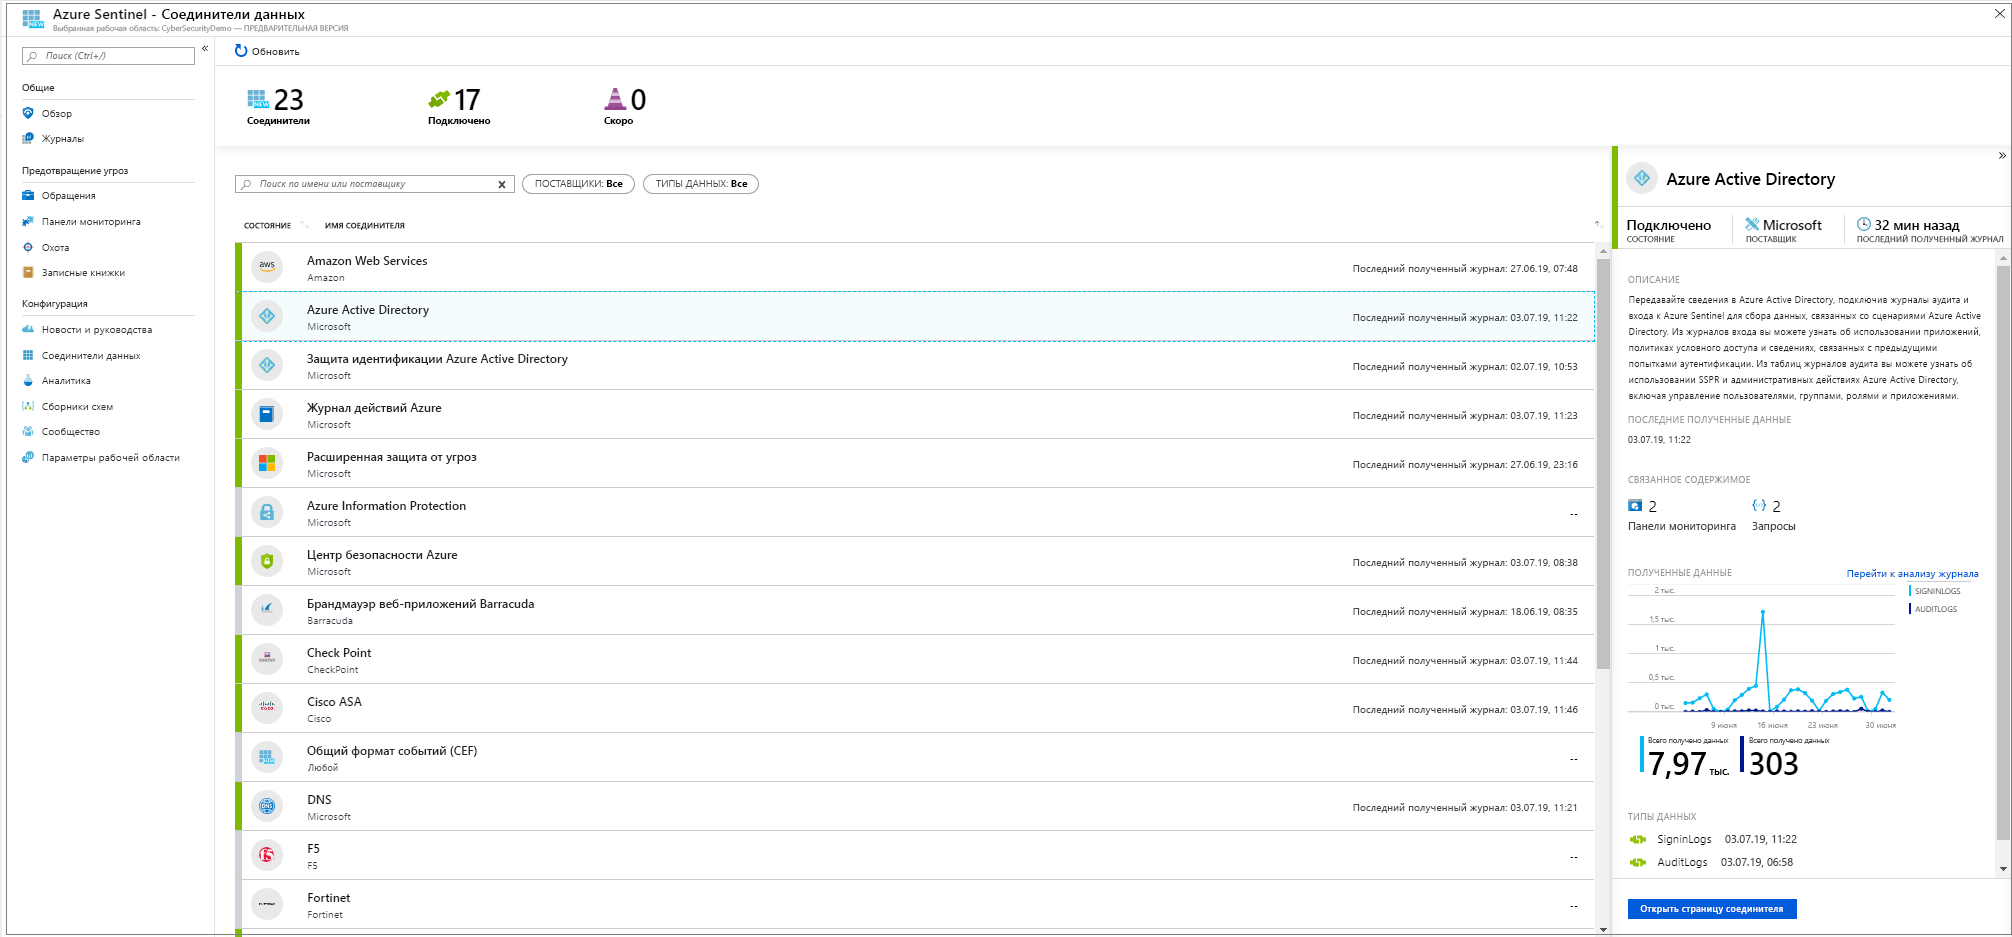 Azure Sentinel - Соединители данных
Выбранная рабочая область: CyberSecurityDemo — ПРЕДВАРИТЕЛЬНАЯ ВЕРСИЯ
Поиск (Ctrl+/)
Общие
Обзор
Журналы
Предотвращение угроз
Обращения
Панели мониторинга
Охота
Записные книжки
Конфигурация
Новости и руководства
Соединители данных
Аналитика
Сборники схем
Сообщество
Параметры рабочей области
Обновить
23
Соединители
17
Подключено
0
Скоро
Поиск по имени или поставщику
ПОСТАВЩИКИ: Все
ТИПЫ ДАННЫХ: Все
СОСТОЯНИЕ ИМЯ СОЕДИНИТЕЛЯ
aws
Amazon Web Services
Amazon
Последний полученный журнал: 27.06.19, 07:48
Azure Active Directory
Microsoft
Последний полученный журнал: 03.07.19, 11:22
Защита идентификации Azure Active Directory
Microsoft
Последний полученный журнал: 02.07.19, 10:53
Журнал действий Azure
Microsoft
Последний полученный журнал: 03.07.19, 11:23
Расширенная защита от угроз
Microsoft
Последний полученный журнал: 27.06.19, 23:16
Azure Information Protection
Microsoft
--
Центр безопасности Azure
Microsoft
Последний полученный журнал: 03.07.19, 08:38
Брандмауэр веб-приложений Barracuda
Barracuda
Последний полученный журнал: 18.06.19, 08:35
Check Point
CheckPoint
Последний полученный журнал: 03.07.19, 11:44
Cisco ASA
Cisco
Последний полученный журнал: 03.07.19, 11:46
Общий формат событий (CEF)
Любой
--
DNS
DNS
Microsoft
Последний полученный журнал: 03.07.19, 11:21
F5
F5
--
Fortinet
Fortinet
--
Azure Active Directory
Подключено
СОСТОЯНИЕ
Microsoft
ПОСТАВЩИК
32 мин назад
ПОСЛЕДНИЙ ПОЛУЧЕННЫЙ ЖУРНАЛ
ОПИСАНИЕ
Передавайте сведения в Azure Active Directory, подключив журналы аудита и
входа к Azure Sentinel для сбора данных, связанных со сценариями Azure Active
Directory. Из журналов входа вы можете узнать об использовании приложений,
политиках условного доступа и сведениях, связанных с предыдущими
попытками аутентификации. Из таблиц журналов аудита вы можете узнать об
использовании SSPR и административных действиях Azure Active Directory,
включая управление пользователями, группами, ролями и приложениями.
ПОСЛЕДНИЕ ПОЛУЧЕННЫЕ ДАННЫЕ
03.07.19, 11:22
СВЯЗАННОЕ СОДЕРЖИМОЕ
2
Панели мониторинга
2
Запросы
ПОЛУЧЕННЫЕ ДАННЫЕ
Перейти к анализу журнала
2 тыс.
1,5 тыс.
1 тыс.
0,5 тыс.
0 тыс.
9 июня 16 июня 23 июня 30 июня
SIGNINLOGS
AUDITLOGS
Всего получено данных
7,97 тыс.
Всего получено данных
303
ТИПЫ ДАННЫХ
SigninLogs 03.07.19, 11:22
AuditLogs 03.07.19, 06:58
Открыть страницу соединителя